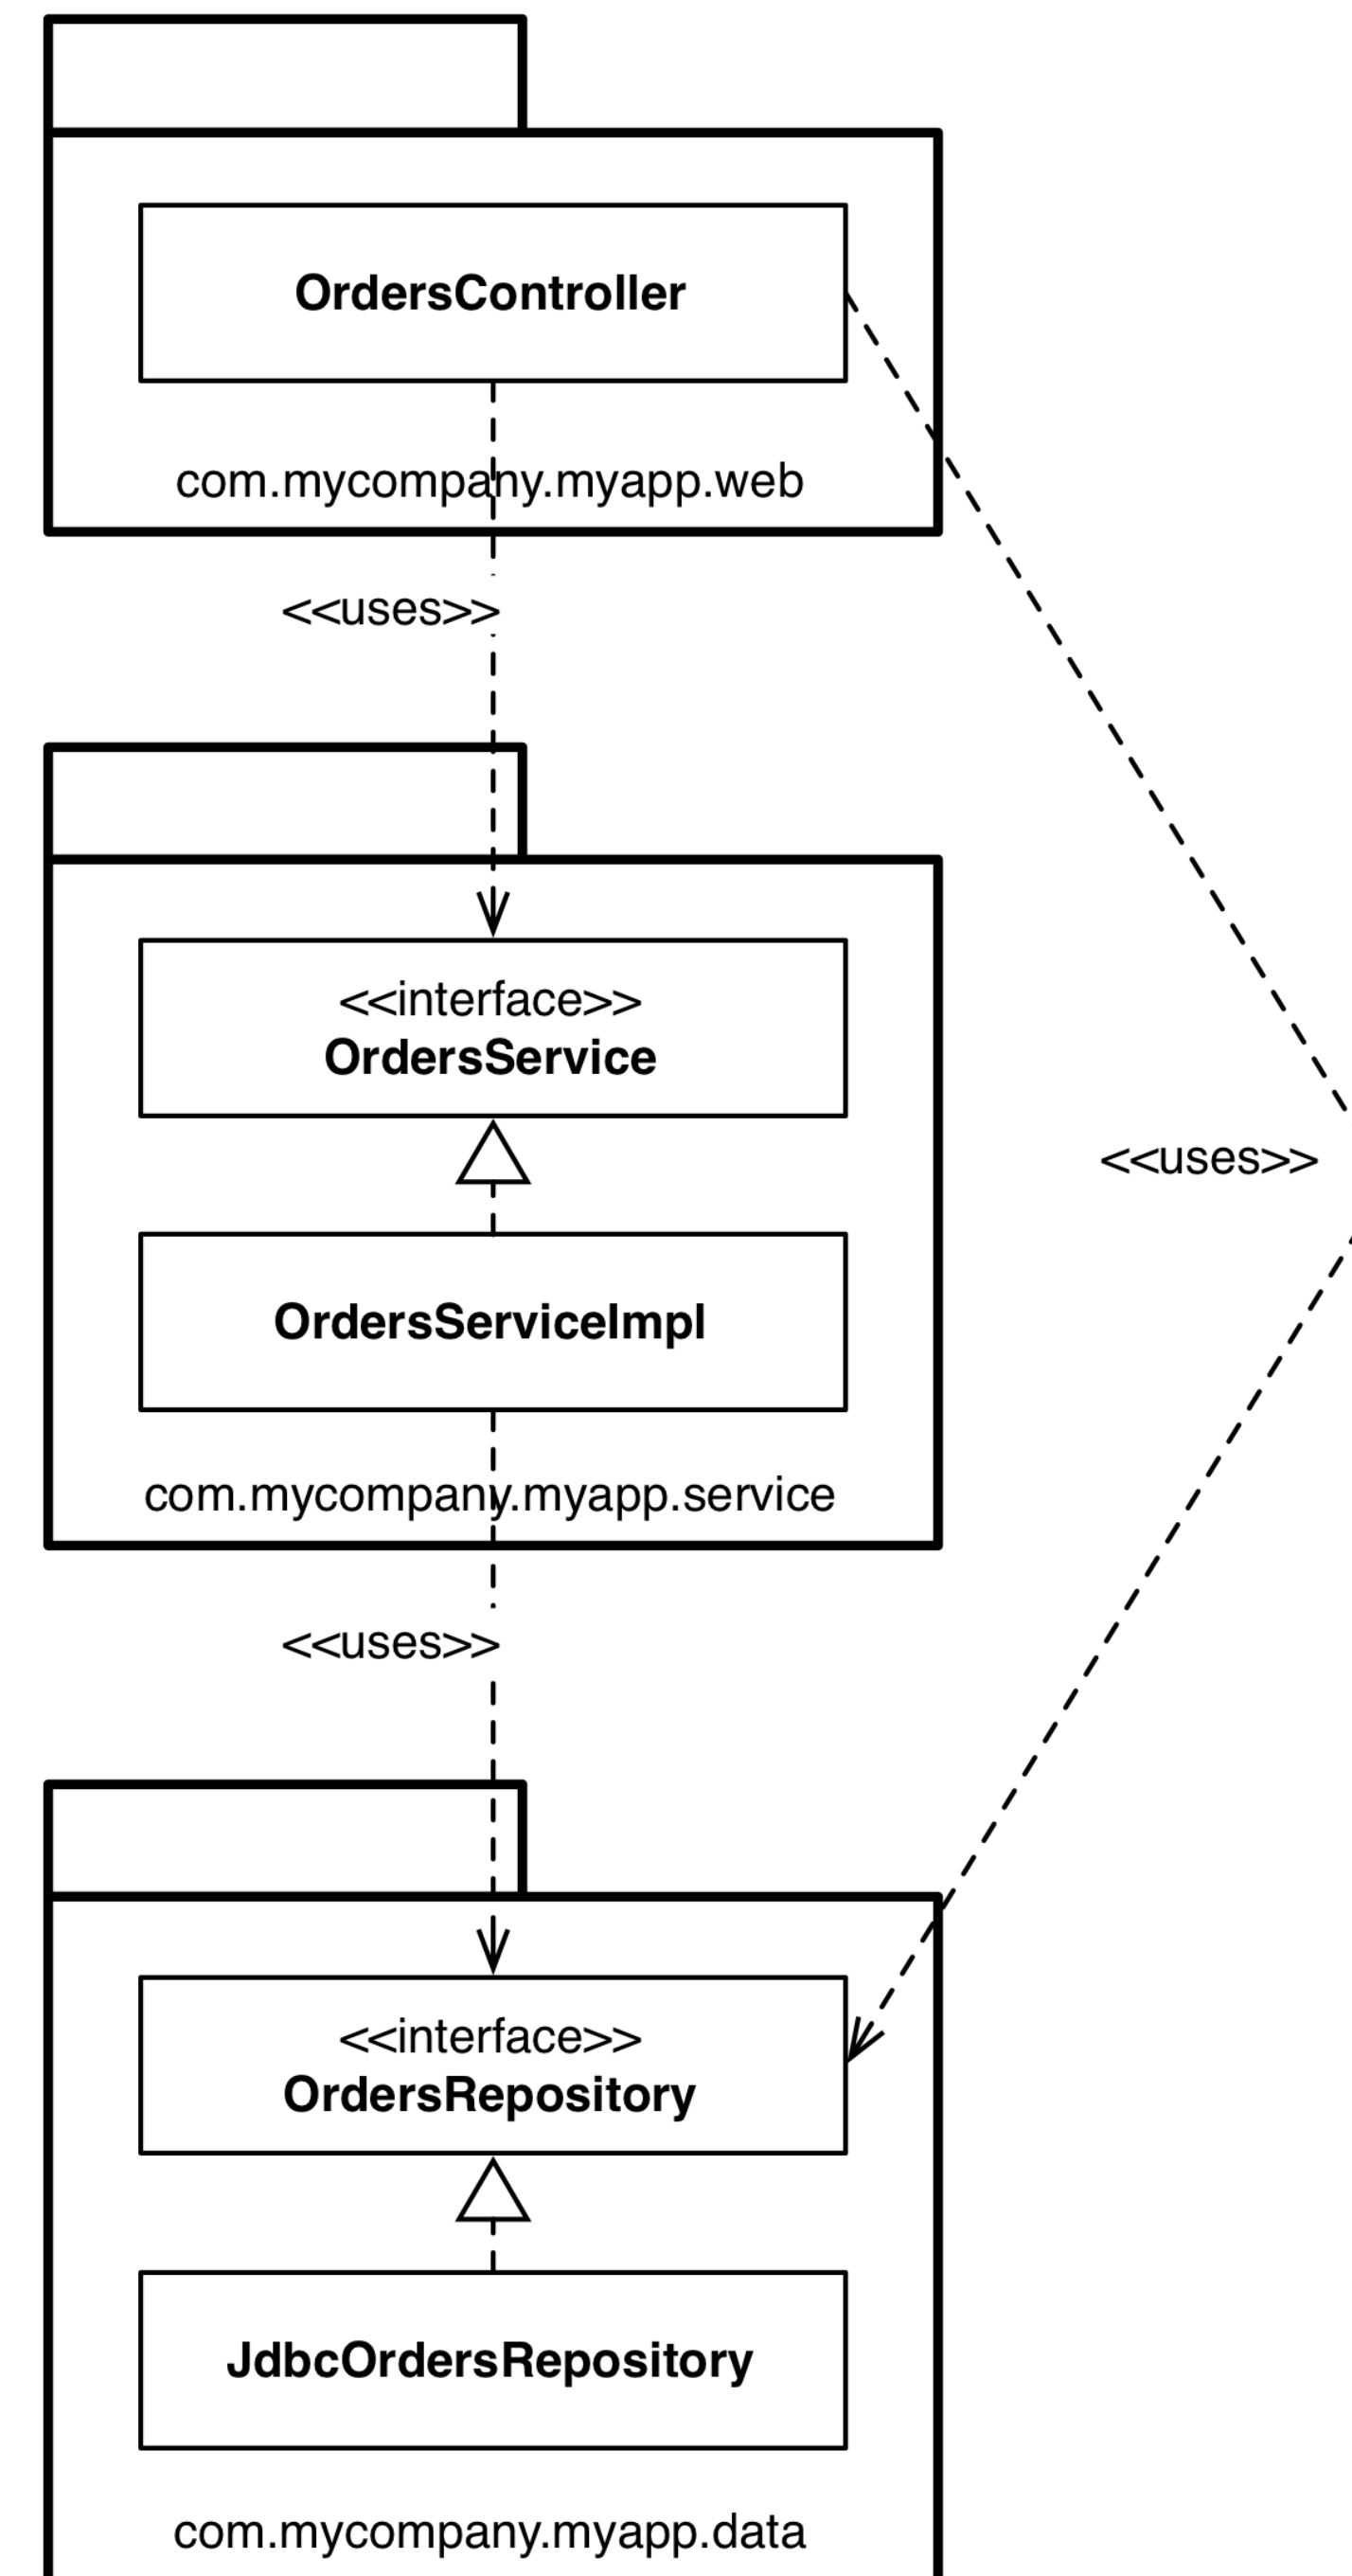 OrdersController
com.mycompany.myapp.web
<<uses>>
<<interface>>
OrdersService
<<uses>>
OrdersServiceImpl
com.mycompany.myapp.service
<<uses>>
<<interface>>
OrdersRepository
JdbcOrdersRepository
com.mycompany.myapp.data